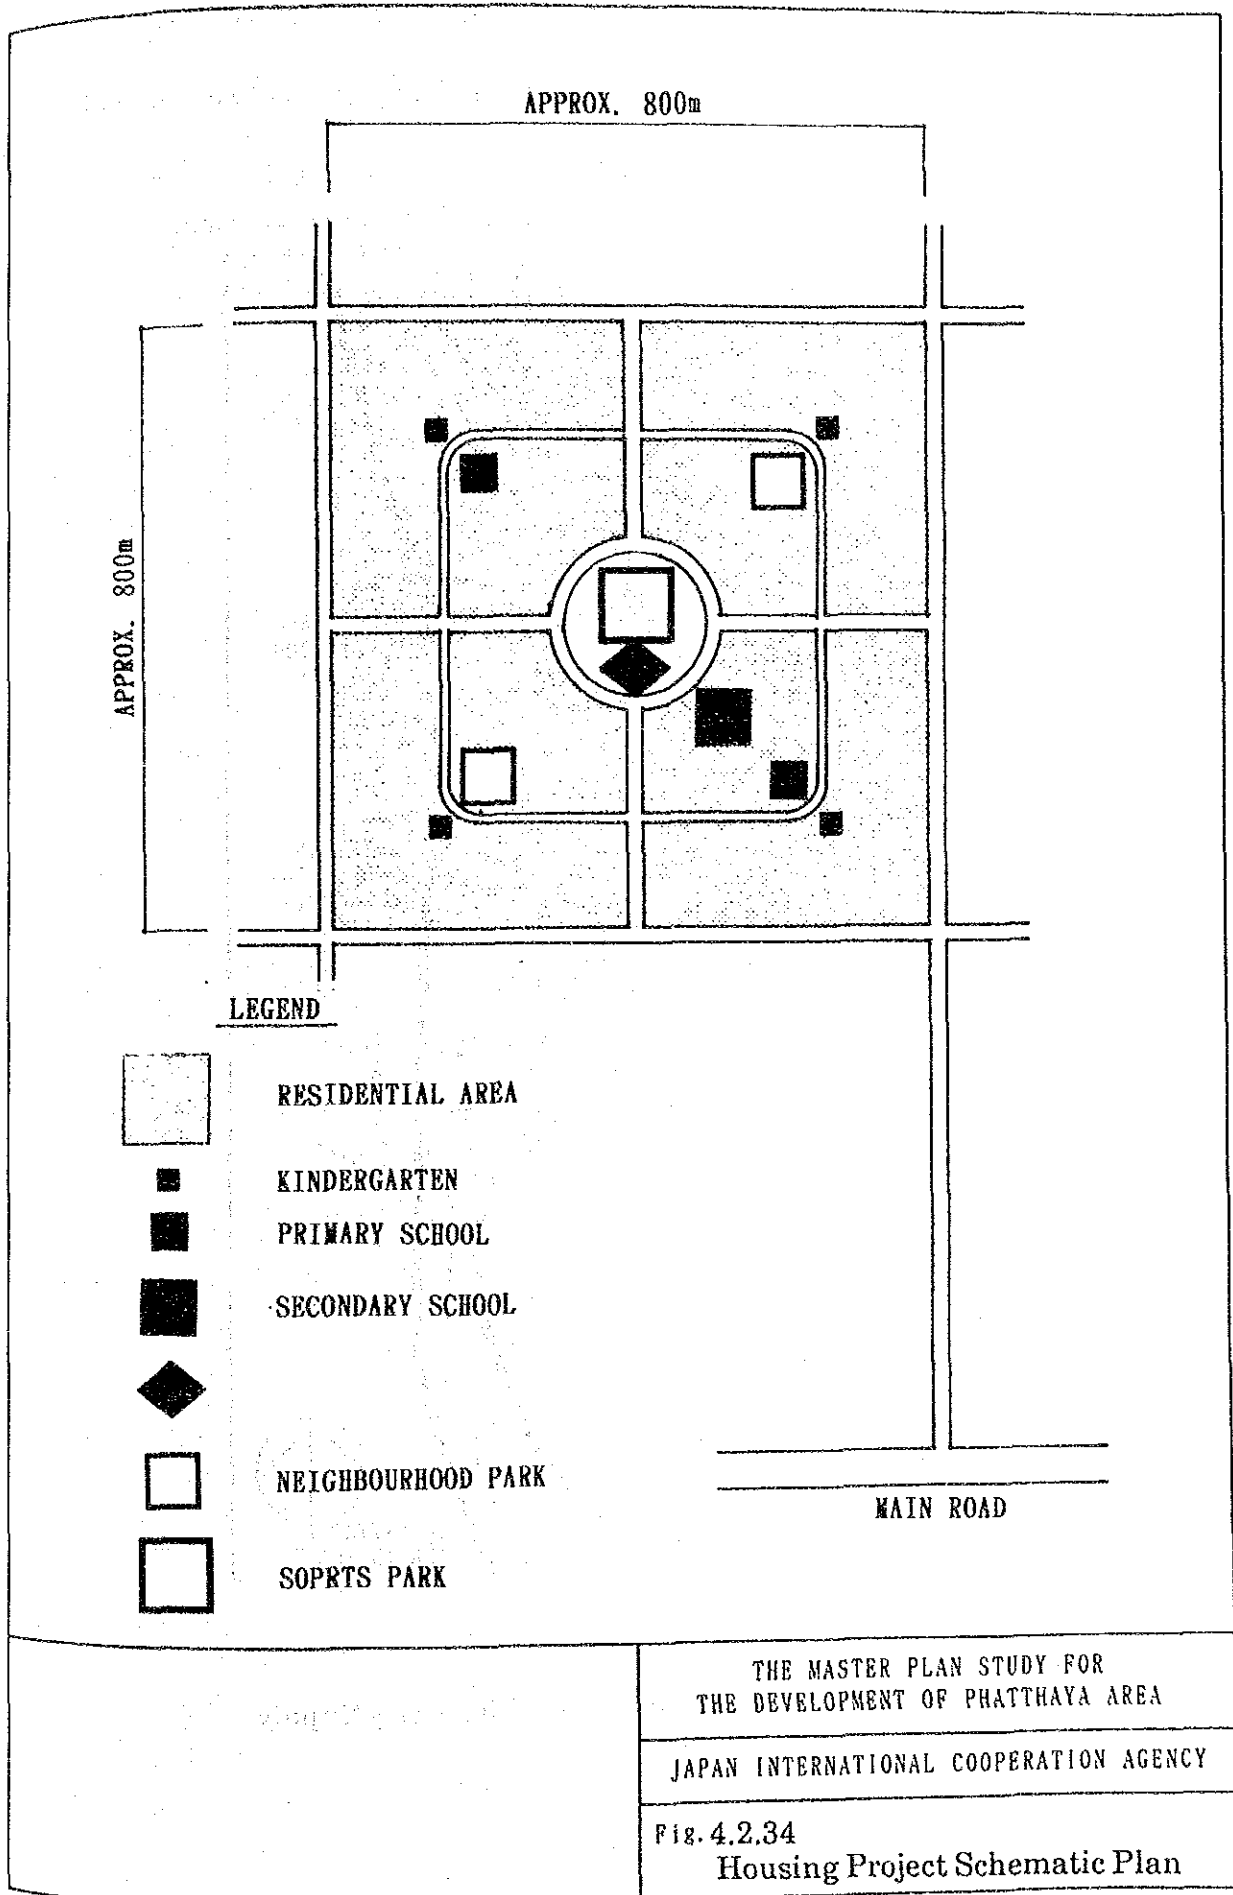 APPROX. 800m
APPROX. 800m
LEGEND
RESIDENTIAL AREA
KINDERGARTEN
PRIMARY SCHOOL
SECONDARY SCHOOL
NEIGHBOURHOOD PARK
SOPRTS PARK
MAIN ROAD
THE MASTER PLAN STUDY FOR
THE DEVELOPMENT OF PHATTHAYA AREA
JAPAN INTERNATIONAL COOPERATION AGENCY
Fig. 4.2.34
Housing Project Schematic Plan